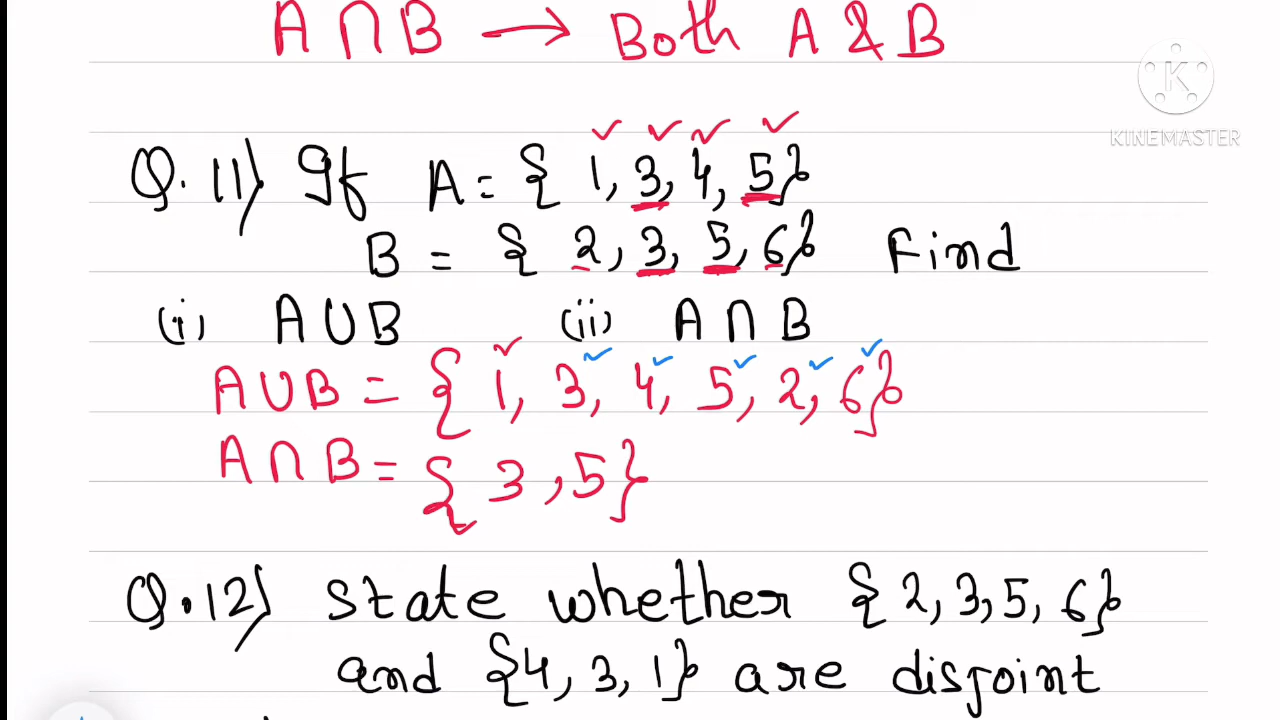 A ∩ B → Both A & B
K
KINEMASTER
Q.11) If A = { 1, 3, 4, 5}
B = { 2, 3, 5, 6} Find
(i) A ∪ B (ii) A ∩ B
A ∪ B = { 1, 3, 4, 5, 2, 6}
A ∩ B = { 3, 5}
Q.12) state whether {2, 3, 5, 6}
and {4, 3, 1} are disjoint